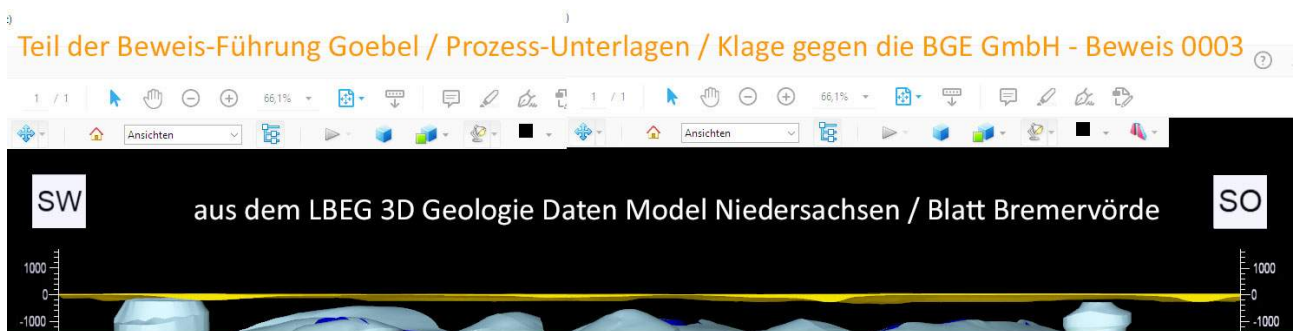 :)
)
Teil der Beweis-Führung Goebel / Prozess-Unterlagen / Klage gegen die BGE GmbH - Beweis 0003
?
1 / 1 66,1% 1 / 1 66,1%
Ansichten Ansichten
SW
aus dem LBEG 3D Geologie Daten Model Niedersachsen / Blatt Bremervörde
SO
1000 1000
0 0
-1000 -1000